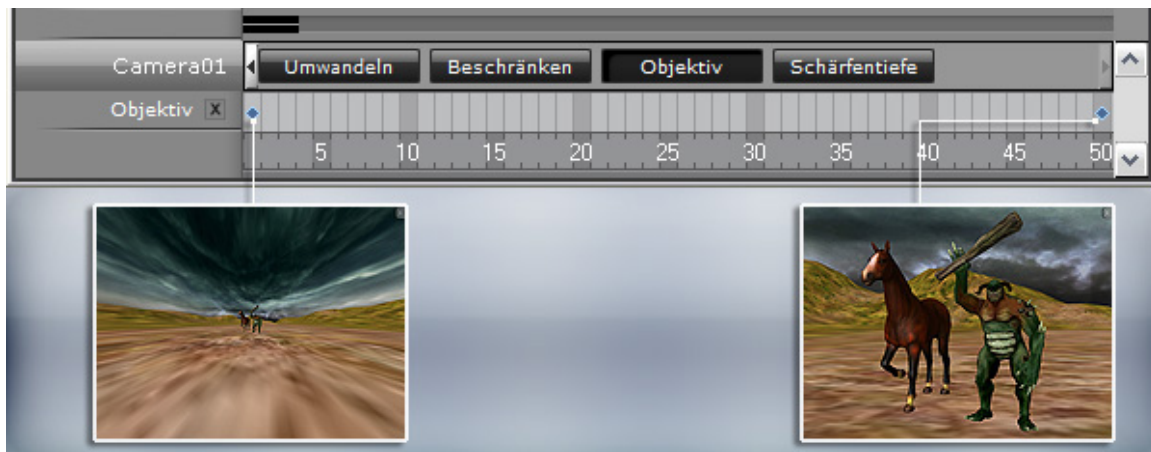 Camera01 Umwandeln Beschränken Objektiv Schärfentiefe
Objektiv X
5 10 15 20 25 30 35 40 45 50